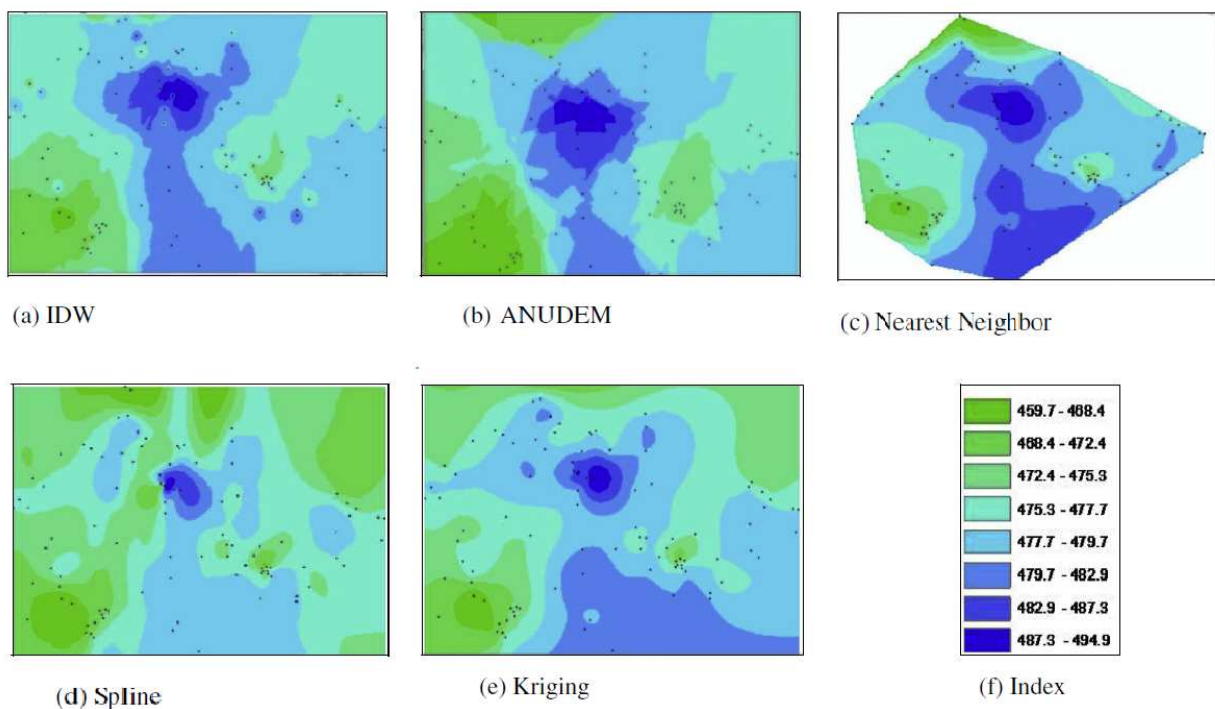 (a) IDW
(b) ANUDEM
(c) Nearest Neighbor
459.7 - 468.4
468.4 - 472.4
472.4 - 475.3
475.3 - 477.7
477.7 - 479.7
479.7 - 482.9
482.9 - 487.3
487.3 - 494.9
(d) Spline
(e) Kriging
(f) Index